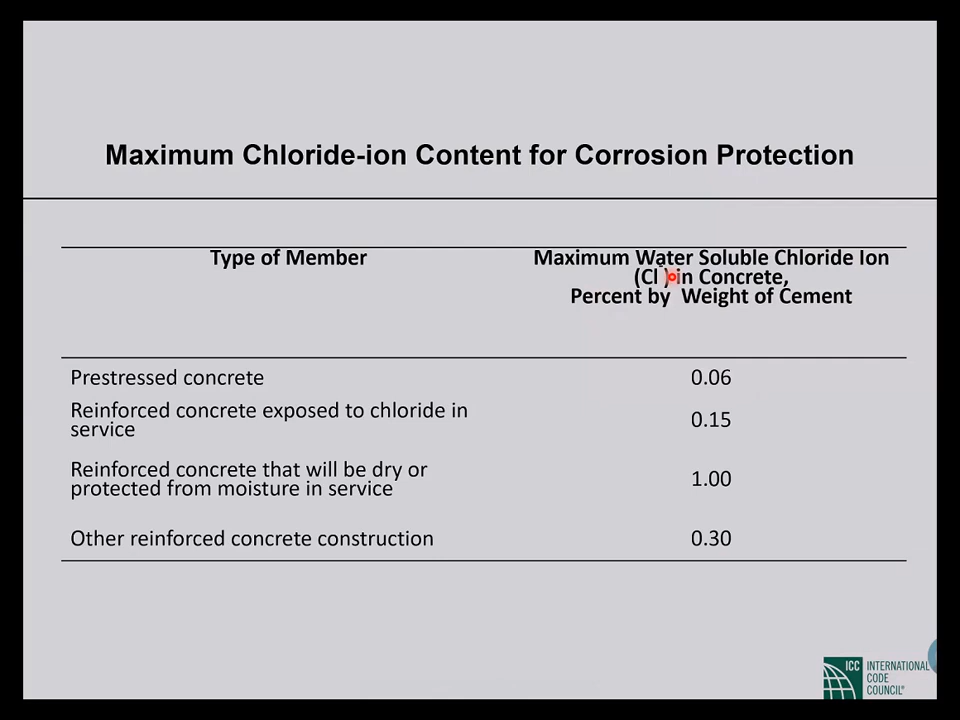 Maximum Chloride-ion Content for Corrosion Protection
Type of Member
Maximum Water Soluble Chloride Ion
(Cl ) in Concrete,
Percent by Weight of Cement
Prestressed concrete
0.06
Reinforced concrete exposed to chloride in
service
0.15
Reinforced concrete that will be dry or
protected from moisture in service
1.00
Other reinforced concrete construction
0.30
ICC
INTERNATIONAL
CODE
COUNCIL®